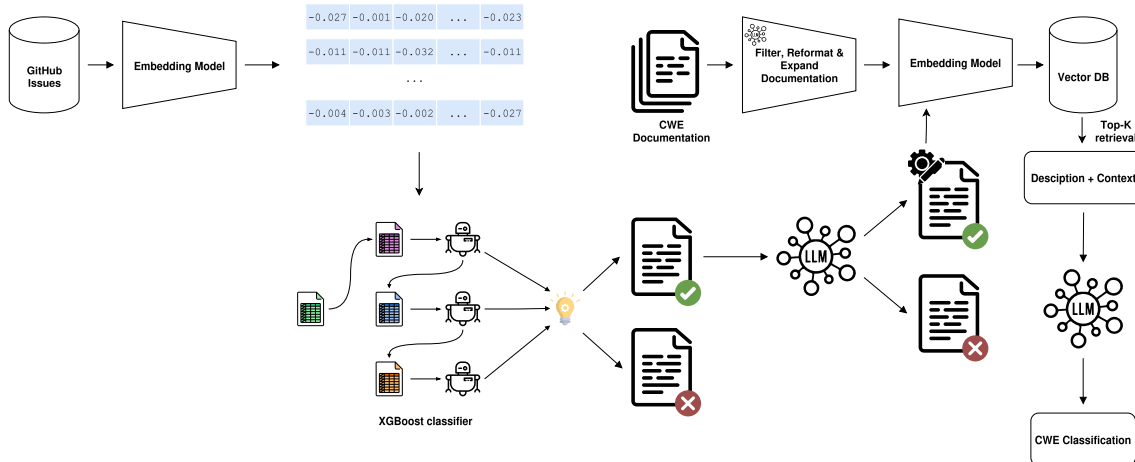 GitHub
Issues
Embedding Model
-0.027 -0.001 -0.020 ... -0.023
-0.011 -0.011 -0.032 ... -0.011
...
-0.004 -0.003 -0.002 ... -0.027
XGBoost classifier
LLM
CWE
Documentation
LLM
Filter, Reformat &
Expand
Documentation
Embedding Model
Vector DB
Top-K
retrieval
Desciption + Context
LLM
CWE Classification